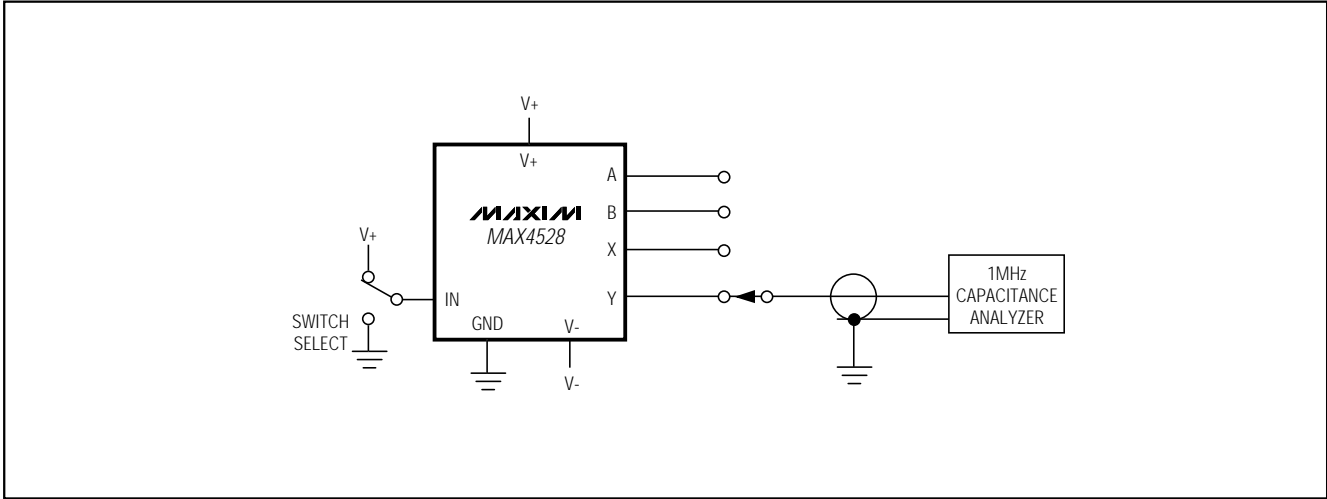 V+
V+
A
MAXIM
B
MAX4528
V+
X
1MHz
CAPACITANCE
ANALYZER
IN
Y
SWITCH
SELECT
GND
V-
V-